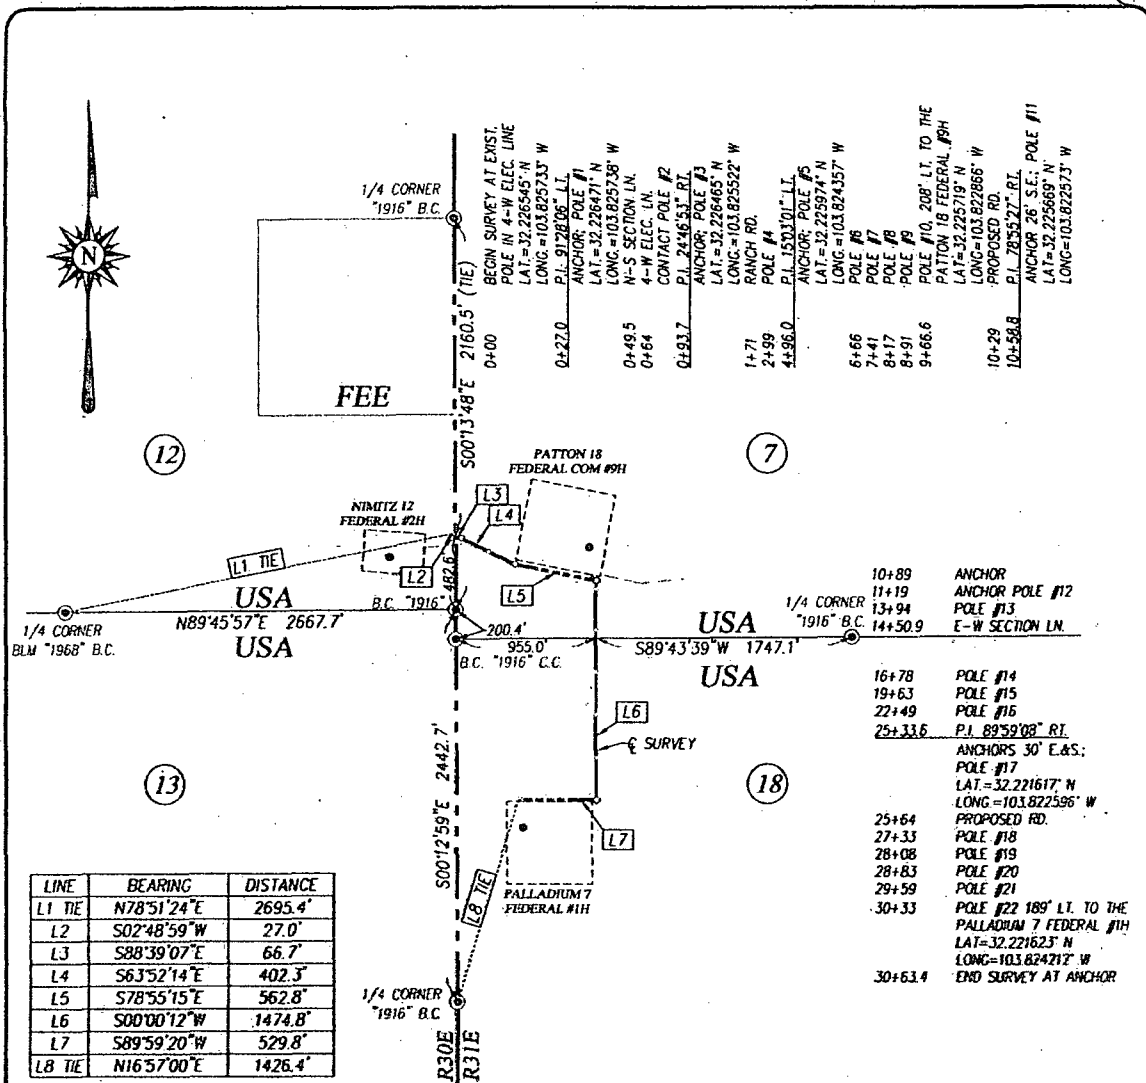 0+00 BEGIN SURVEY AT EXIST.
POLE IN 4-W ELEC. LINE
LAT.=32.226545° N
LONG.=103.825733° W
0+27.0 P.I. 91°28'06" LT.
ANCHOR; POLE #1
LAT.=32.226471° N
LONG.=103.825738° W
0+49.5 N-S SECTION LN.
0+64 4-W ELEC. LN.
CONTACT POLE #2
0+93.7 P.I. 24°46'53" RT.
ANCHOR; POLE #3
LAT.=32.226465° N
LONG.=103.825522° W
1+71 RANCH RD.
2+99 POLE #4
4+96.0 P.I. 15°03'01" LT.
ANCHOR; POLE #5
LAT.=32.225974° N
LONG.=103.824357° W
6+66 POLE #6
7+41 POLE #7
8+17 POLE #8
8+91 POLE #9
9+66.6 POLE #10, 208' LT. TO THE
PATTON 18 FEDERAL #9H
LAT=32.225719° N
LONG=103.822866° W
10+29 PROPOSED RD.
10+58.8 P.I. 78°55'27" RT.
ANCHOR 26' S.E.; POLE #11
LAT=32.225669° N
LONG=103.822573° W
N
1/4 CORNER
"1916" B.C.
S00°13'48"E 2160.5' (TIE)
FEE
12
7
PATTON 18
FEDERAL COM #9H
NIMITZ 12
FEDERAL #2H
L3
L4
L1 TIE
L2
482.6'
L5
USA
B.C. "1916"
N89°45'57"E 2667.7'
1/4 CORNER
BLM "1968" B.C.
USA
200.4'
955.0'
B.C. "1916" C.C.
USA
S89°43'39"W 1747.1'
USA
1/4 CORNER
"1916" B.C.
10+89 ANCHOR
11+19 ANCHOR POLE #12
13+94 POLE #13
14+50.9 E-W SECTION LN.
16+78 POLE #14
19+63 POLE #15
22+49 POLE #16
25+33.6 P.I. 89°59'08" RT.
ANCHORS 30' E.&S.;
POLE #17
LAT.=32.221617° N
LONG.=103.822596° W
25+64 PROPOSED RD.
27+33 POLE #18
28+08 POLE #19
28+83 POLE #20
29+59 POLE #21
30+33 POLE #22 189' LT. TO THE
PALLADIUM 7 FEDERAL #1H
LAT=32.221623° N
LONG=103.824212° W
30+63.4 END SURVEY AT ANCHOR
L6
℄ SURVEY
13
18
S00°12'59"E 2442.7'
L7
PALLADIUM 7
FEDERAL #1H
L8 TIE
1/4 CORNER
"1916" B.C
R30E
R31E
LINE BEARING DISTANCE
L1 TIE N78°51'24"E 2695.4'
L2 S02°48'59"W 27.0'
L3 S88°39'07"E 66.7'
L4 S63°52'14"E 402.3'
L5 S78°55'15"E 562.8'
L6 S00°00'12"W 1474.8'
L7 S89°59'20"W 529.8'
L8 TIE N16°57'00"E 1426.4'